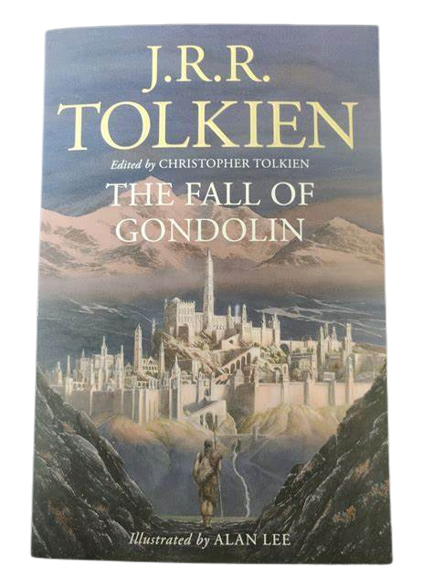 J.R.R.
TOLKIEN
Edited by CHRISTOPHER TOLKIEN
THE FALL OF
GONDOLIN
Illustrated by ALAN LEE